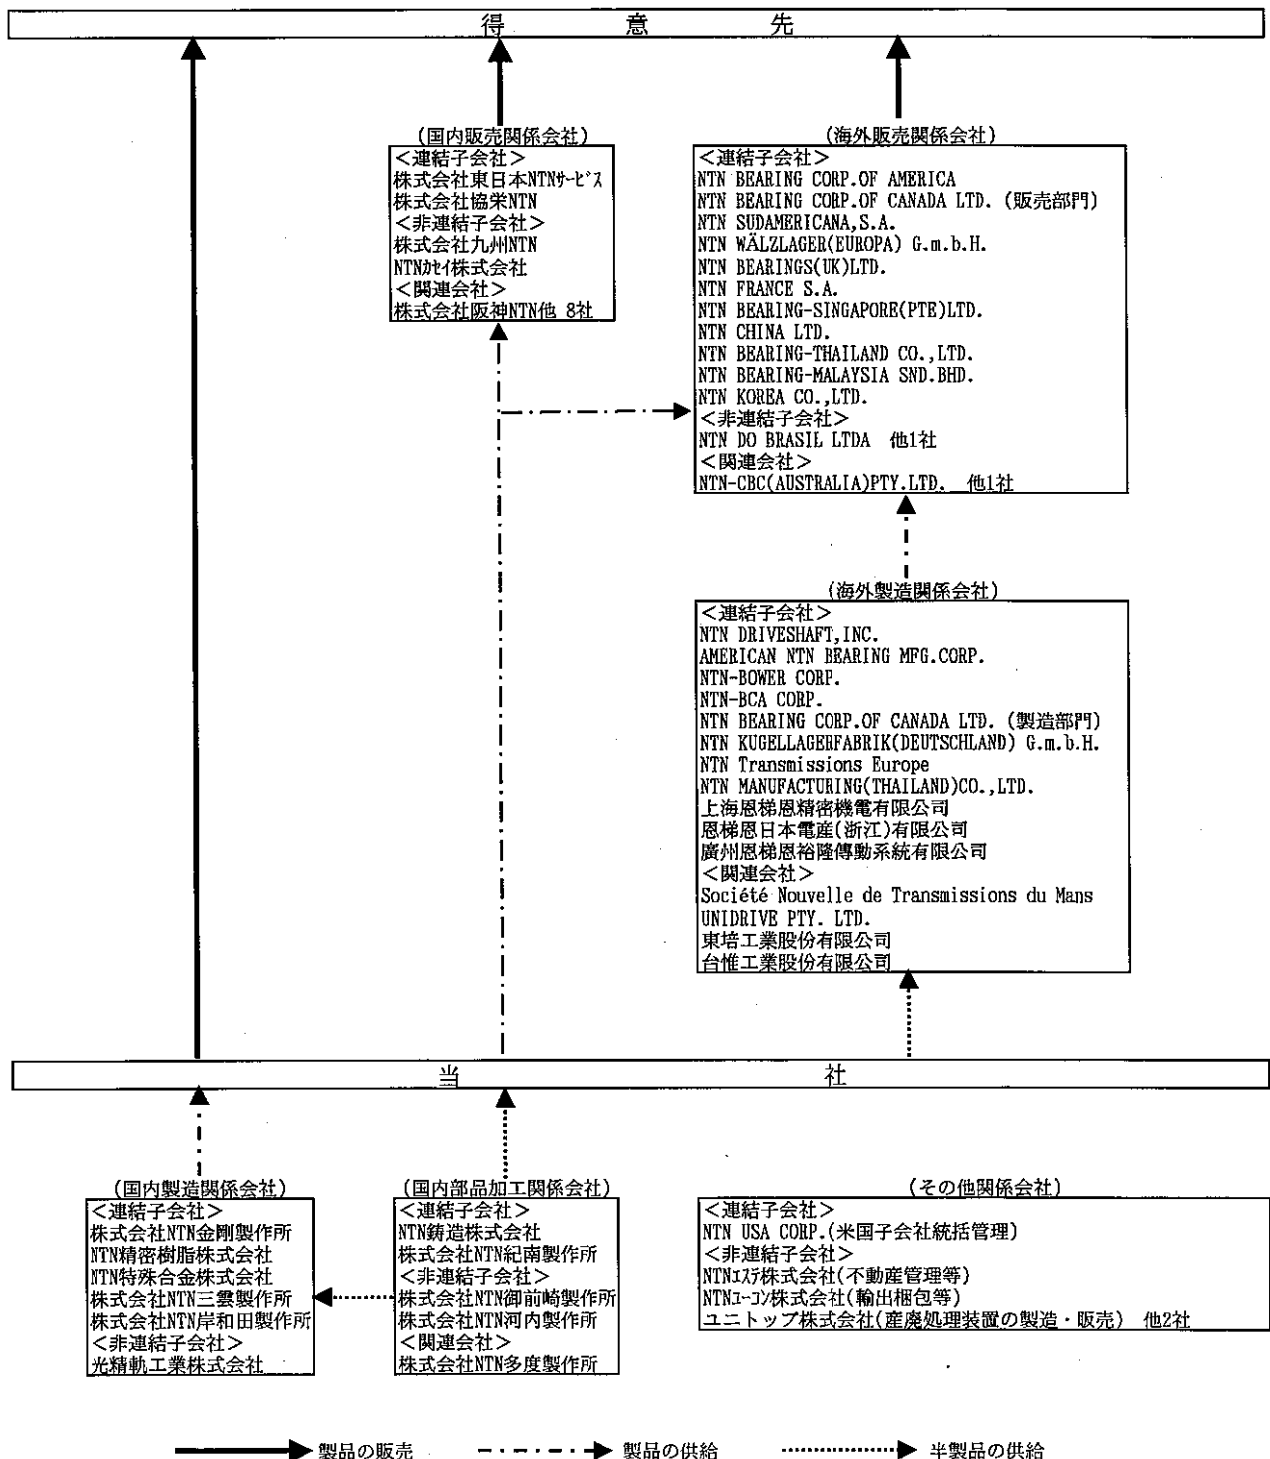 得意先
(国内販売関係会社)
<連結子会社>
株式会社東日本NTNｻｰﾋﾞｽ
株式会社協栄NTN
<非連結子会社>
株式会社九州NTN
NTNｶｾｲ株式会社
<関連会社>
株式会社阪神NTN他 8社
(海外販売関係会社)
<連結子会社>
NTN BEARING CORP.OF AMERICA
NTN BEARING CORP.OF CANADA LTD. (販売部門)
NTN SUDAMERICANA,S.A.
NTN WÄLZLAGER(EUROPA) G.m.b.H.
NTN BEARINGS(UK)LTD.
NTN FRANCE S.A.
NTN BEARING-SINGAPORE(PTE)LTD.
NTN CHINA LTD.
NTN BEARING-THAILAND CO.,LTD.
NTN BEARING-MALAYSIA SND.BHD.
NTN KOREA CO.,LTD.
<非連結子会社>
NTN DO BRASIL LTDA 他1社
<関連会社>
NTN-CBC(AUSTRALIA)PTY.LTD. 他1社
(海外製造関係会社)
<連結子会社>
NTN DRIVESHAFT,INC.
AMERICAN NTN BEARING MFG.CORP.
NTN-BOWER CORP.
NTN-BCA CORP.
NTN BEARING CORP.OF CANADA LTD. (製造部門)
NTN KUGELLAGERFABRIK(DEUTSCHLAND) G.m.b.H.
NTN Transmissions Europe
NTN MANUFACTURING(THAILAND)CO.,LTD.
上海恩梯恩精密機電有限公司
恩梯恩日本電産(浙江)有限公司
廣州恩梯恩裕隆傳動系統有限公司
<関連会社>
Société Nouvelle de Transmissions du Mans
UNIDRIVE PTY. LTD.
東培工業股份有限公司
台惟工業股份有限公司
当社
(国内製造関係会社)
<連結子会社>
株式会社NTN金剛製作所
NTN精密樹脂株式会社
NTN特殊合金株式会社
株式会社NTN三雲製作所
株式会社NTN岸和田製作所
<非連結子会社>
光精軌工業株式会社
(国内部品加工関係会社)
<連結子会社>
NTN鋳造株式会社
株式会社NTN紀南製作所
<非連結子会社>
株式会社NTN御前崎製作所
株式会社NTN河内製作所
<関連会社>
株式会社NTN多度製作所
(その他関係会社)
<連結子会社>
NTN USA CORP.(米国子会社統括管理)
<非連結子会社>
NTNｴｽﾃ株式会社(不動産管理等)
NTNﾕｰｺﾝ株式会社(輸出梱包等)
ユニトップ株式会社(産廃処理装置の製造・販売) 他2社
製品の販売
製品の供給
半製品の供給